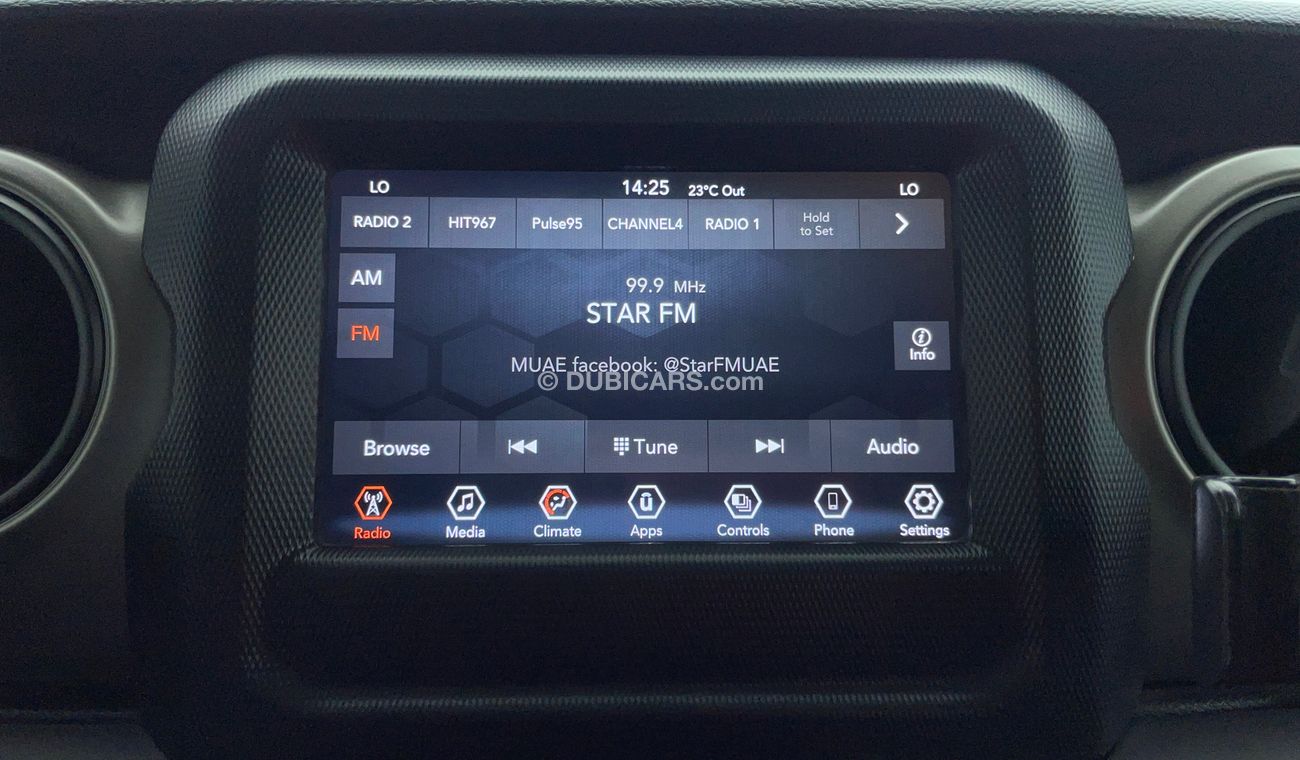 LO 14:25 23°C Out LO
RADIO 2 HIT967 Pulse95 CHANNEL4 RADIO 1 Hold
to Set
AM
99.9 MHz
STAR FM
FM
Info
MUAE facebook: @StarFMUAE
© DUBICARS.com
Browse Tune Audio
Radio Media Climate Apps Controls Phone Settings